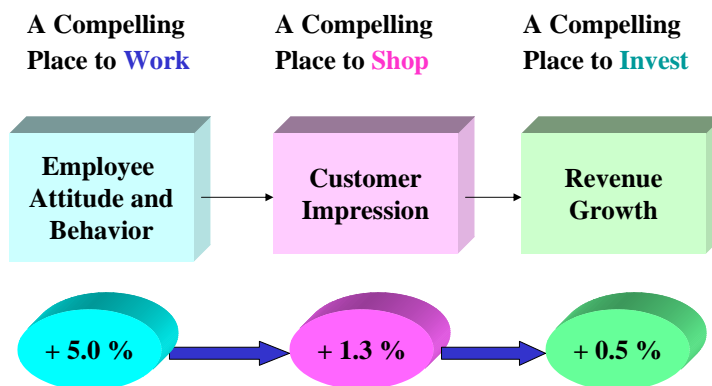 A Compelling
Place to Work
A Compelling
Place to Shop
A Compelling
Place to Invest
Employee
Attitude and
Behavior
Customer
Impression
Revenue
Growth
+ 5.0 %
+ 1.3 %
+ 0.5 %